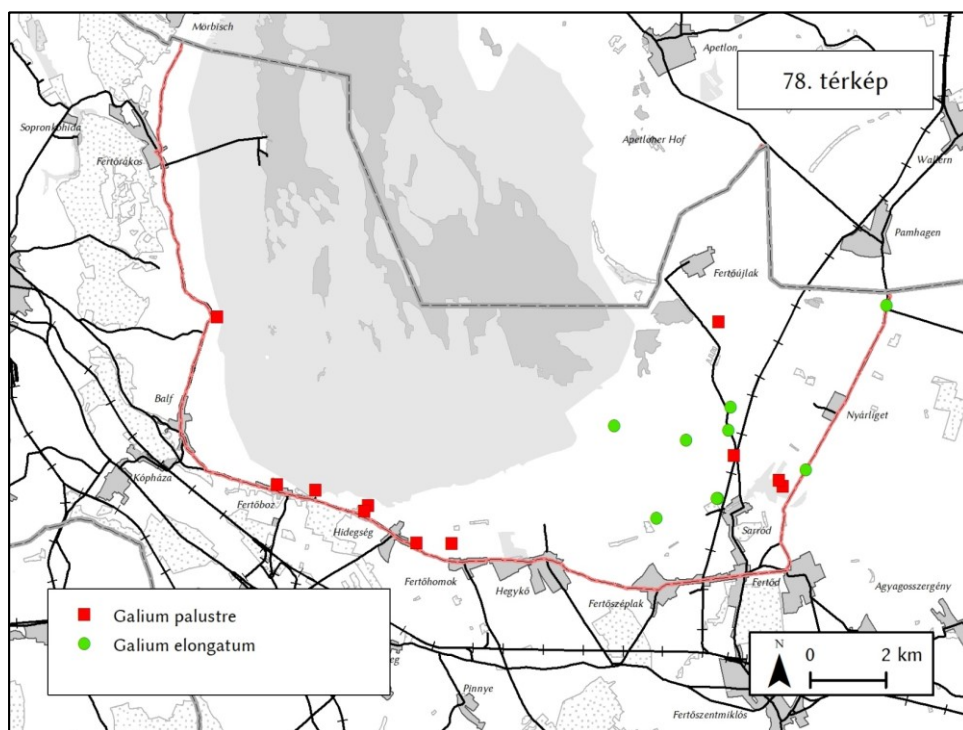 Mörbisch
Apetlon
78. térkép
Sopronkőhida
Fertőrákos
Apetloner Hof
Wallern
Pamhagen
Fertőújlak
Balf
Nyárliget
Kópháza
Fertőboz
Hidegség
Sarród
Fertőhomok
Hegykő
Fertőd
Fertőszéplak
Agyagosszergény
Galium palustre
Galium elongatum
N
0 2 km
eg
Pinnye
Fertőszentmiklós